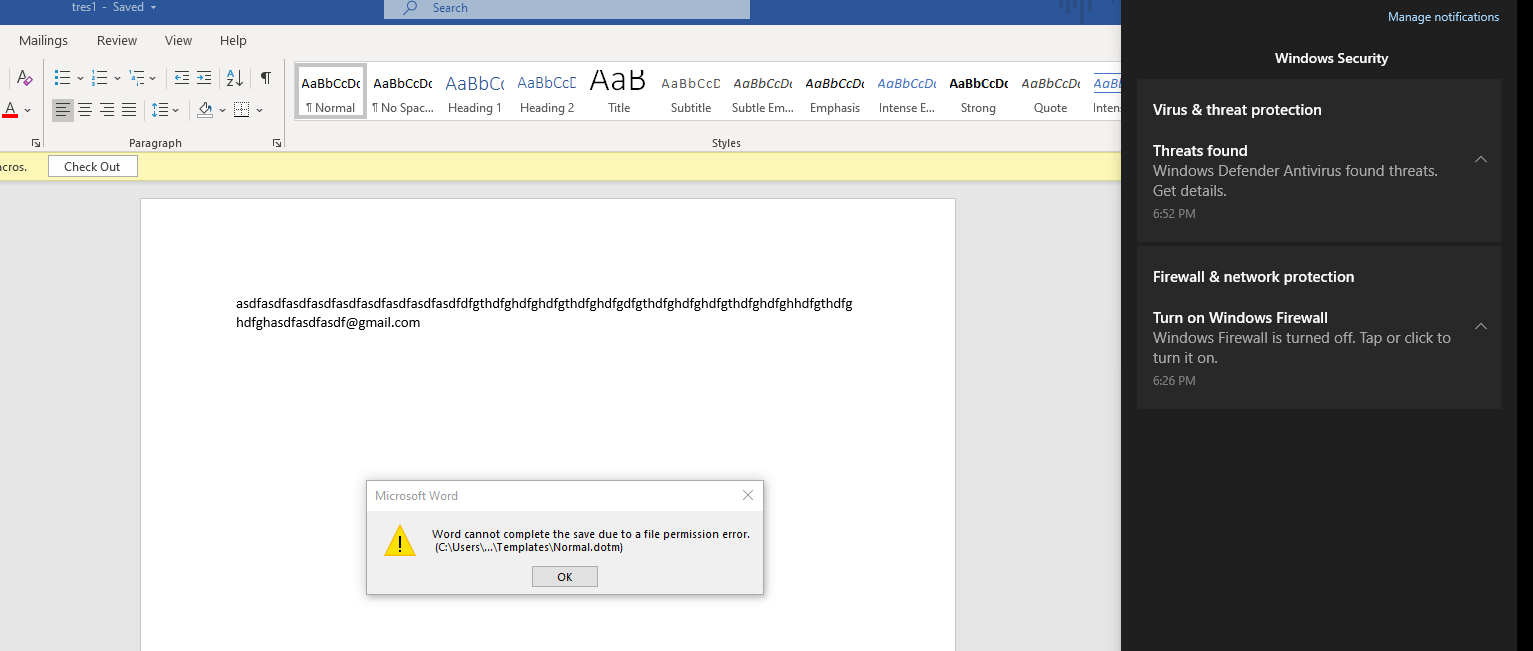 tres1 - Saved
Search
Manage notifications
Mailings Review View Help
Windows Security
AaBbCcDc AaBbCcDc AaBbC AaBbCcC AaB AaBbCcD AaBbCcDc AaBbCcDc AaBbCcDc AaBbCcDc AaBbCcDc AaBbC
¶ Normal ¶ No Spac... Heading 1 Heading 2 Title Subtitle Subtle Em... Emphasis Intense E... Strong Quote Inten
Paragraph
Styles
acros.
Check Out
Virus & threat protection
Threats found
Windows Defender Antivirus found threats.
Get details.
6:52 PM
Firewall & network protection
Turn on Windows Firewall
Windows Firewall is turned off. Tap or click to
turn it on.
6:26 PM
asdfasdfasdfasdfasdfasdfasdfasdfasdfdfgthdfghdfghdfgthdfghdfgdfgthdfghdfghdfgthdfghdfghhdfgthdfg
hdfghasdfasdfasdf@gmail.com
Microsoft Word
Word cannot complete the save due to a file permission error.
(C:\Users\...\Templates\Normal.dotm)
OK